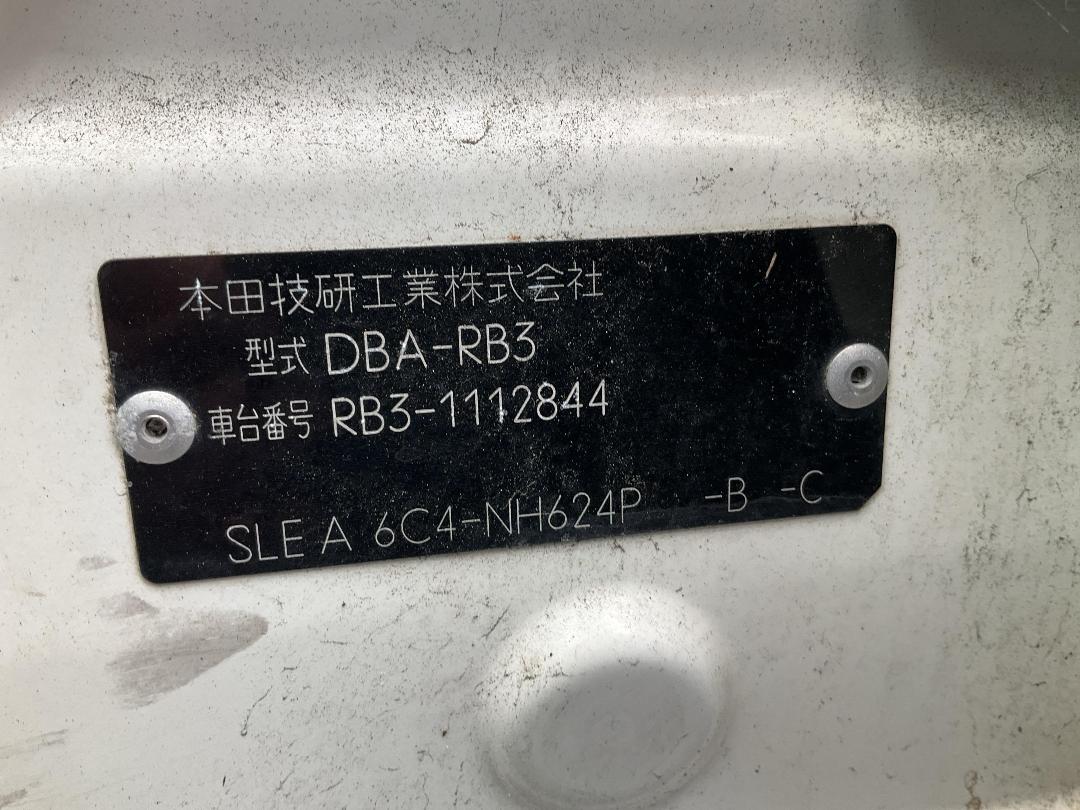 本田技研工業株式会社
型式 DBA-RB3
車台番号 RB3-1112844
SLE A 6C4-NH624P -B -C